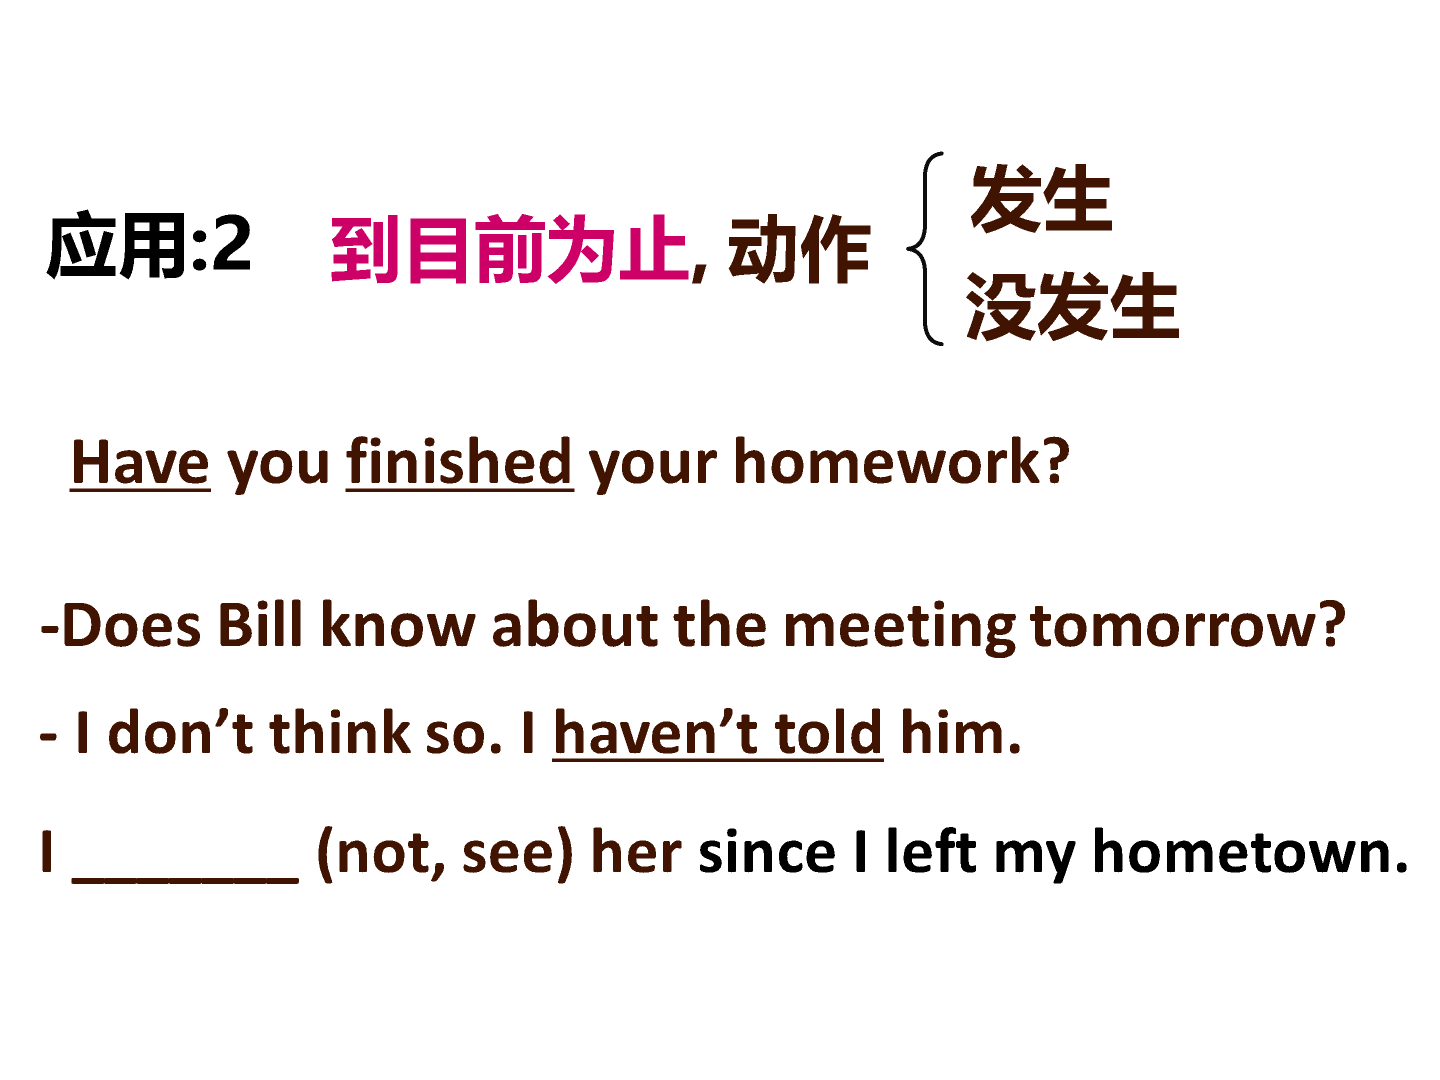 应用:2 到目前为止, 动作
发生
没发生
Have you finished your homework?
-Does Bill know about the meeting tomorrow?
- I don’t think so. I haven’t told him.
I _______ (not, see) her since I left my hometown.